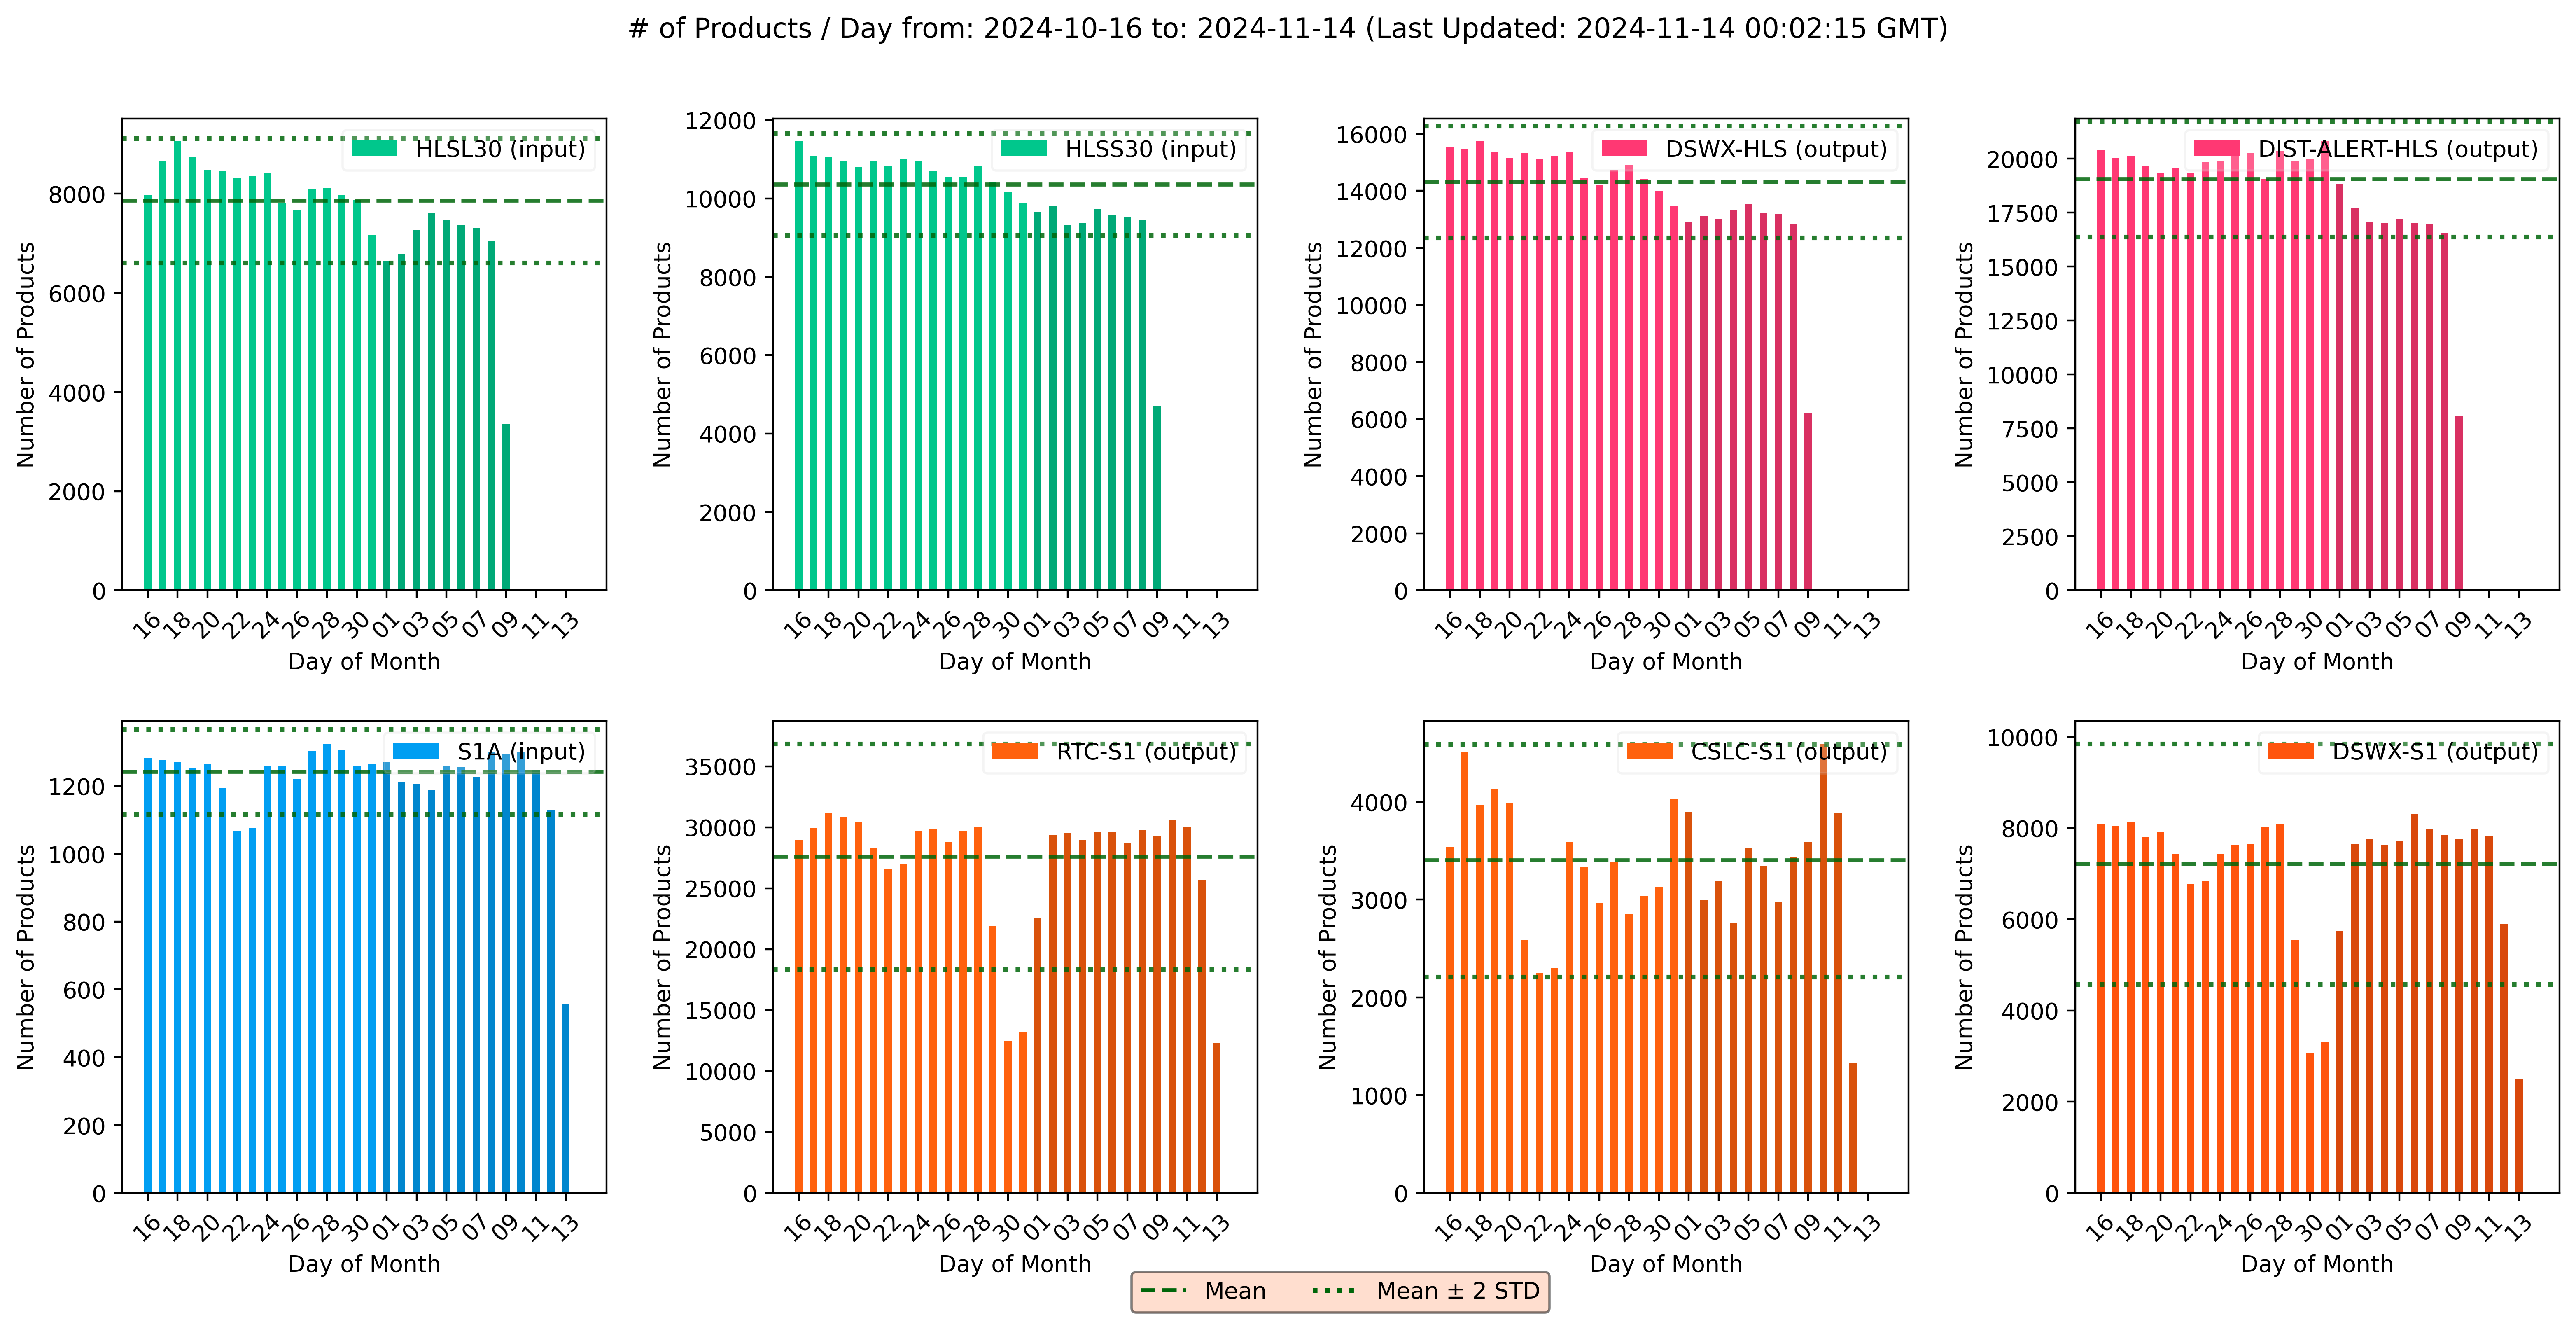 # of Products / Day from: 2024-10-16 to: 2024-11-14 (Last Updated: 2024-11-14 00:02:15 GMT)
HLSL30 (input)
Number of Products
8000
6000
4000
2000
0
16 18 20 22 24 26 28 30 01 03 05 07 09 11 13
Day of Month
HLSS30 (input)
Number of Products
12000
10000
8000
6000
4000
2000
0
16 18 20 22 24 26 28 30 01 03 05 07 09 11 13
Day of Month
DSWX-HLS (output)
Number of Products
16000
14000
12000
10000
8000
6000
4000
2000
0
16 18 20 22 24 26 28 30 01 03 05 07 09 11 13
Day of Month
DIST-ALERT-HLS (output)
Number of Products
20000
17500
15000
12500
10000
7500
5000
2500
0
16 18 20 22 24 26 28 30 01 03 05 07 09 11 13
Day of Month
S1A (input)
Number of Products
1200
1000
800
600
400
200
0
16 18 20 22 24 26 28 30 01 03 05 07 09 11 13
Day of Month
RTC-S1 (output)
Number of Products
35000
30000
25000
20000
15000
10000
5000
0
16 18 20 22 24 26 28 30 01 03 05 07 09 11 13
Day of Month
CSLC-S1 (output)
Number of Products
4000
3000
2000
1000
0
16 18 20 22 24 26 28 30 01 03 05 07 09 11 13
Day of Month
DSWX-S1 (output)
Number of Products
10000
8000
6000
4000
2000
0
16 18 20 22 24 26 28 30 01 03 05 07 09 11 13
Day of Month
Mean
Mean ± 2 STD